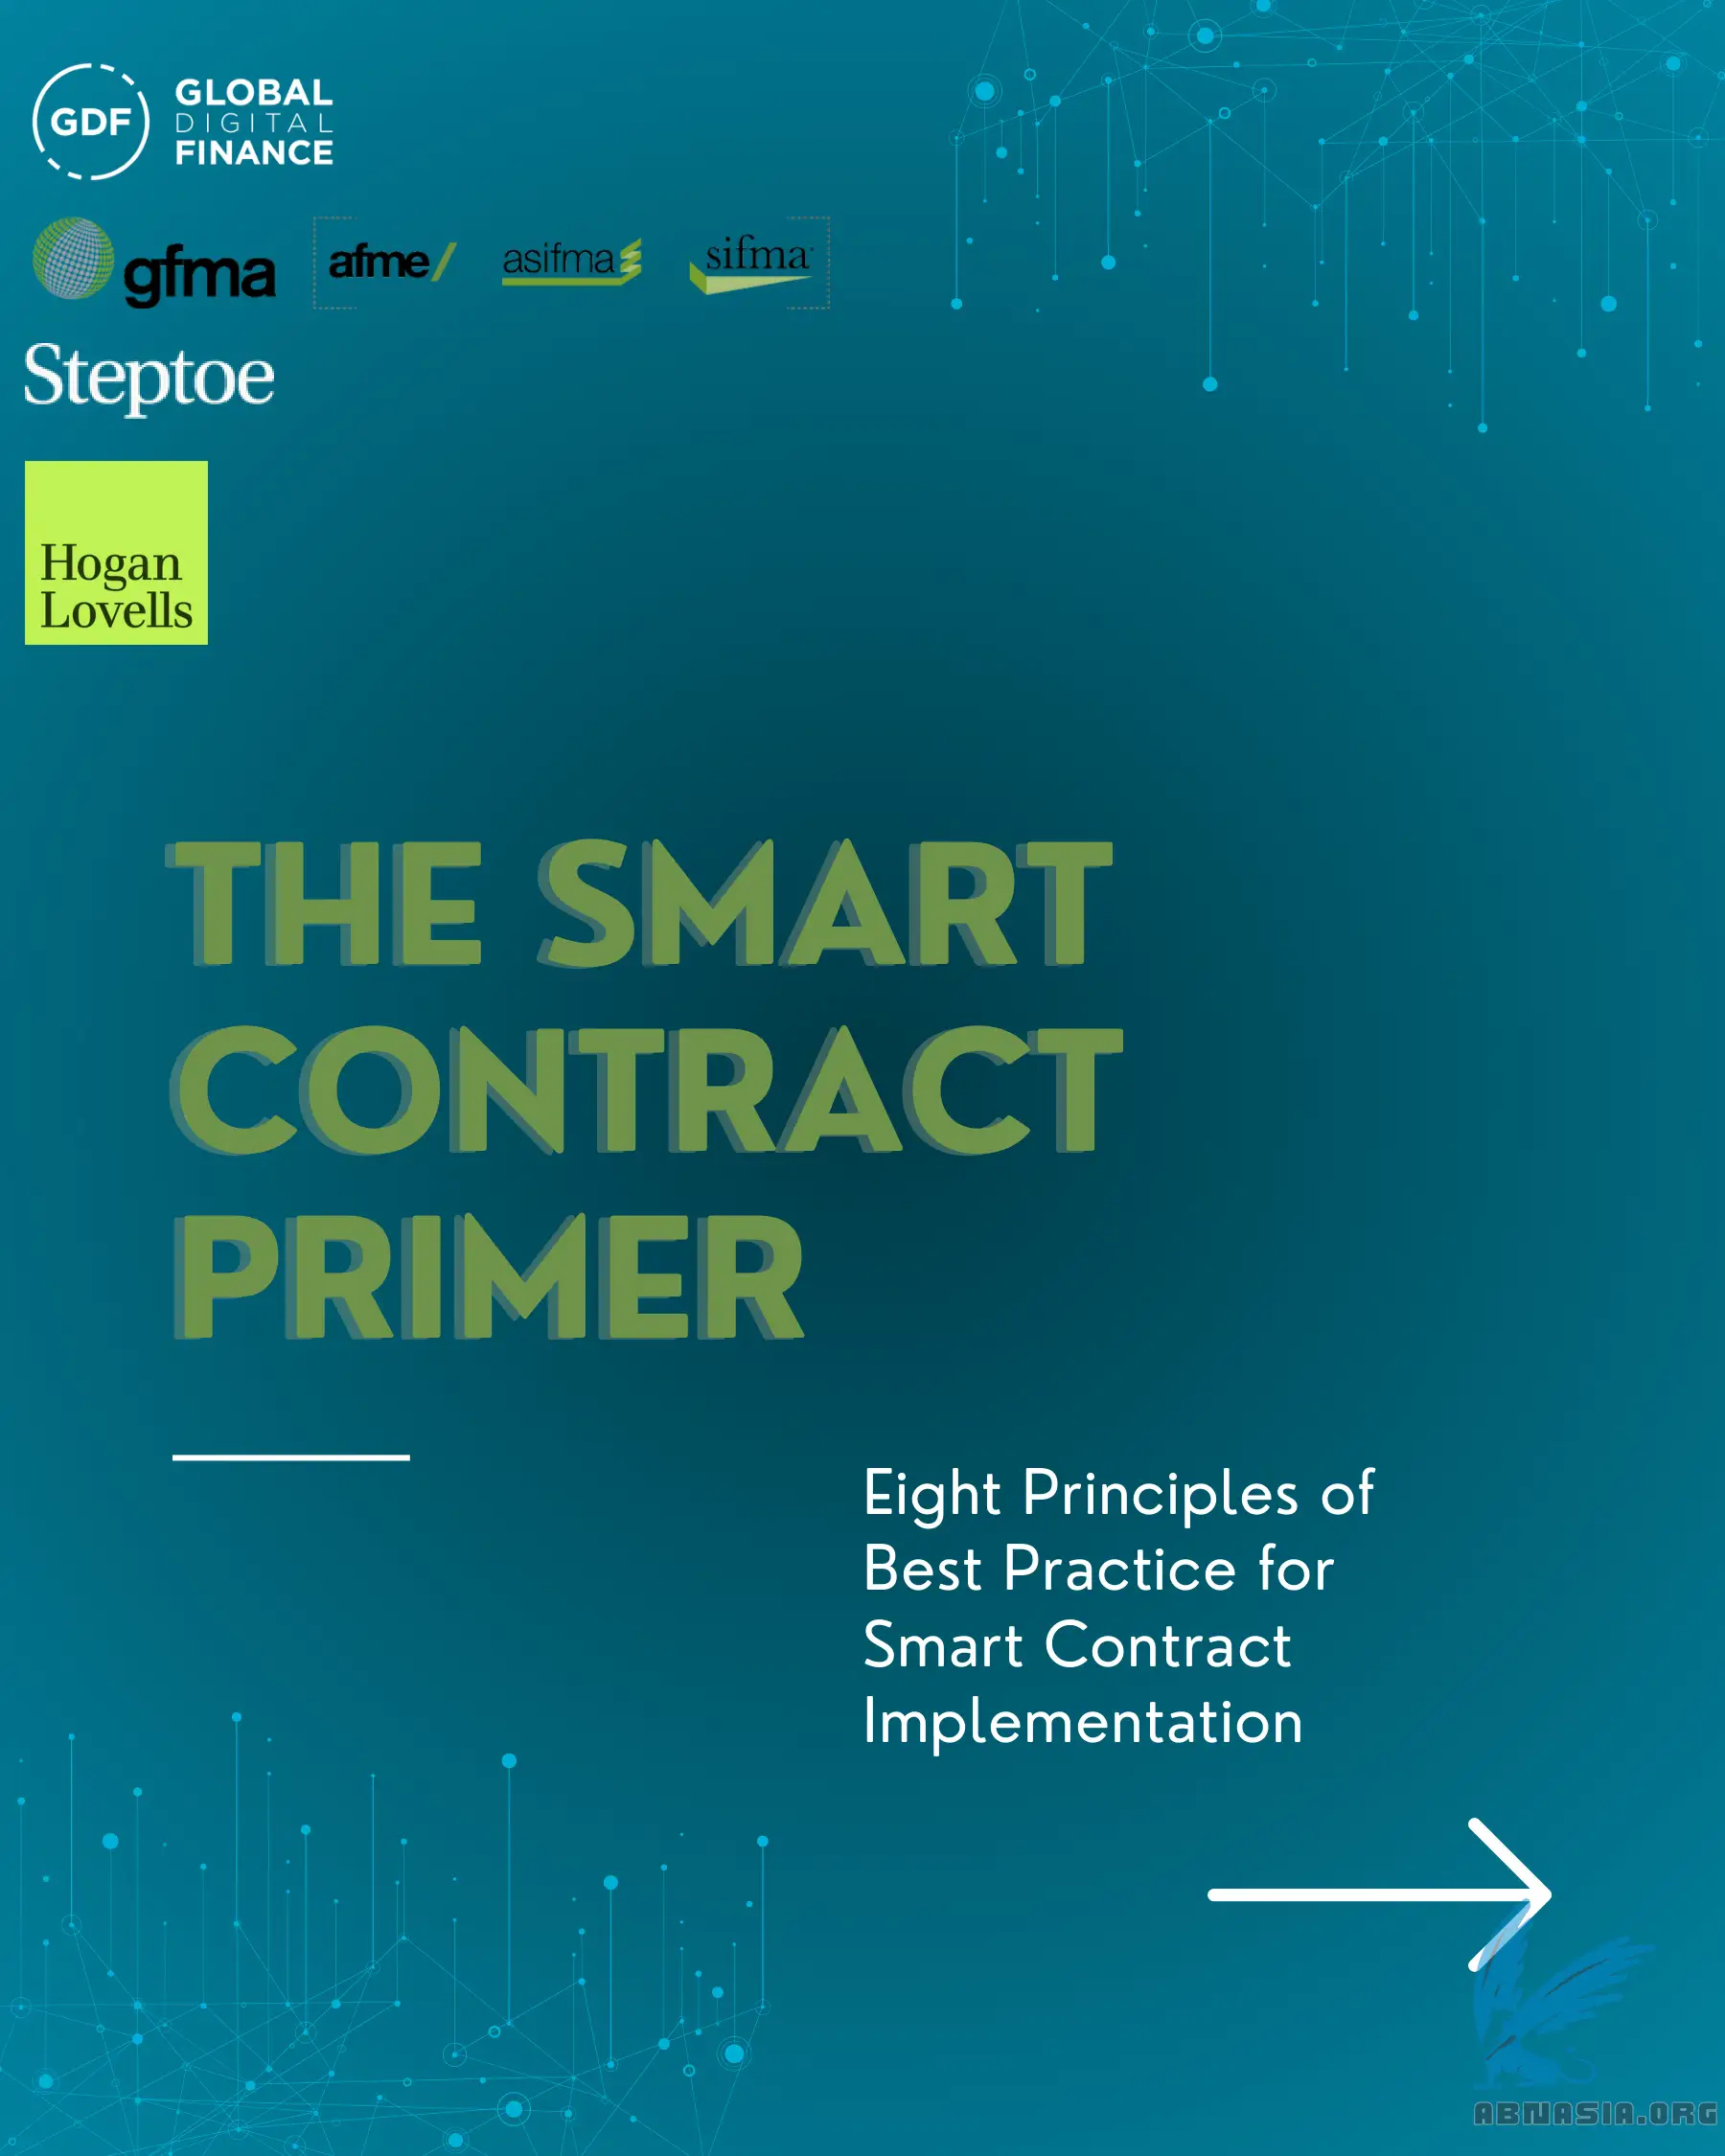 GDF
GLOBAL
DIGITAL
FINANCE
gfma
afme/
asifma
sifma
Steptoe
Hogan
Lovells
THE SMART
CONTRACT
PRIMER
Eight Principles of
Best Practice for
Smart Contract
Implementation
ABNASIA.ORG